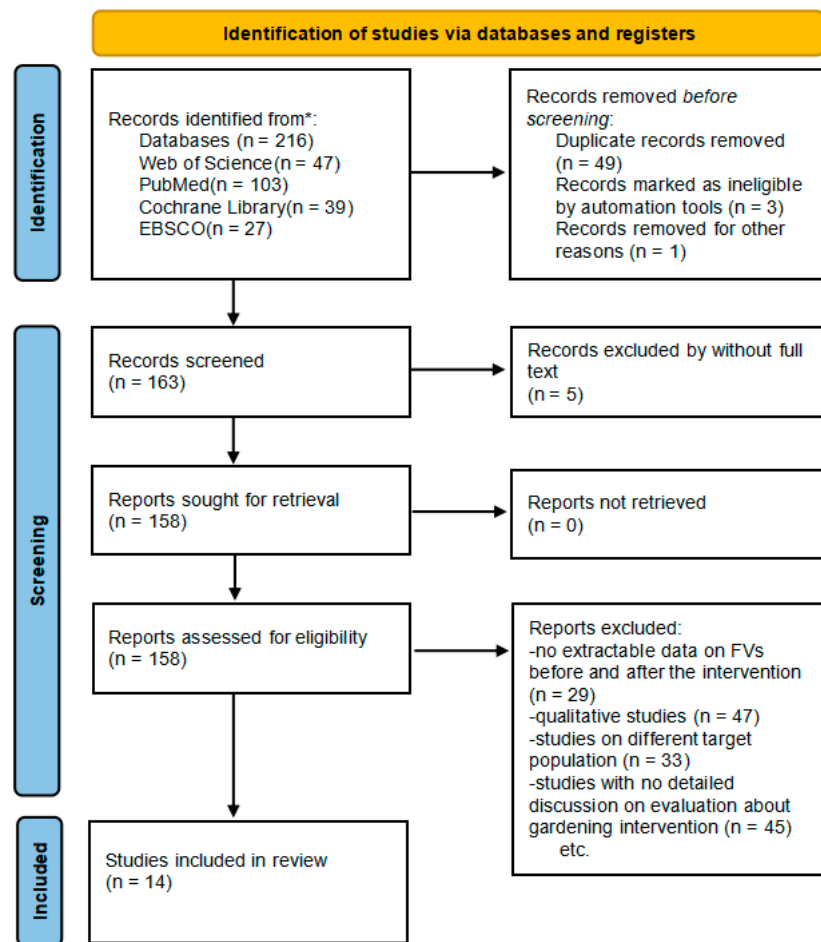 Identification of studies via databases and registers
Identification
Records identified from*:
Databases (n = 216)
Web of Science(n = 47)
PubMed(n = 103)
Cochrane Library(n = 39)
EBSCO(n = 27)
Records removed before
screening:
Duplicate records removed
(n = 49)
Records marked as ineligible
by automation tools (n = 3)
Records removed for other
reasons (n = 1)
Screening
Records screened
(n = 163)
Records excluded by without full
text
(n = 5)
Reports sought for retrieval
(n = 158)
Reports not retrieved
(n = 0)
Reports assessed for eligibility
(n = 158)
Reports excluded:
-no extractable data on FVs
before and after the intervention
(n = 29)
-qualitative studies (n = 47)
-studies on different target
population (n = 33)
-studies with no detailed
discussion on evaluation about
gardening intervention (n = 45)
etc.
Included
Studies included in review
(n = 14)